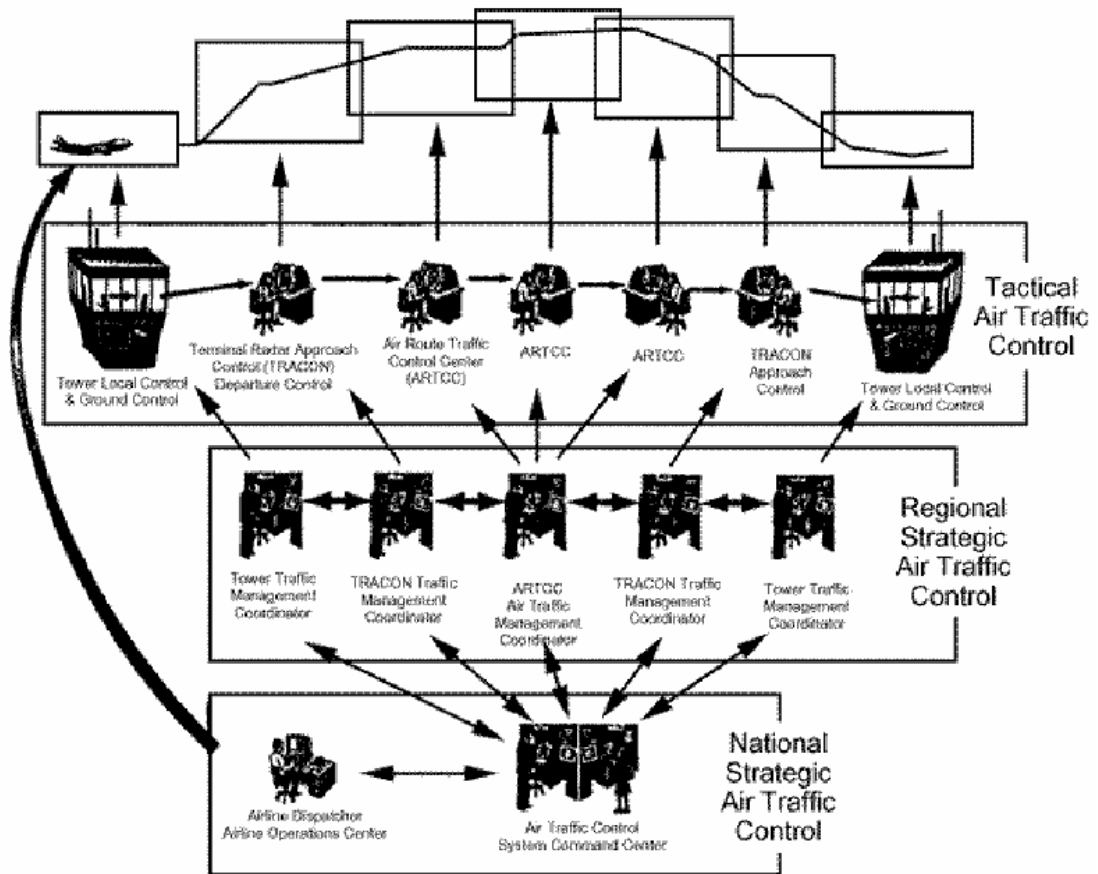 Tactical
Air Traffic
Control
Tower Local Control
& Ground Control
Terminal Radar Approach
Control (TRACON)
Departure Control
Air Route Traffic
Control Center
(ARTCC)
ARTCC
ARTCC
TRACON
Approach
Control
Tower Local Control
& Ground Control
Regional
Strategic
Air Traffic
Control
Tower Traffic
Management
Coordinator
TRACON Traffic
Management
Coordinator
ARTCC
Air Traffic
Management
Coordinator
TRACON Traffic
Management
Coordinator
Tower Traffic
Management
Coordinator
National
Strategic
Air Traffic
Control
Airline Dispatcher
Airline Operations Center
Air Traffic Control
System Command Center